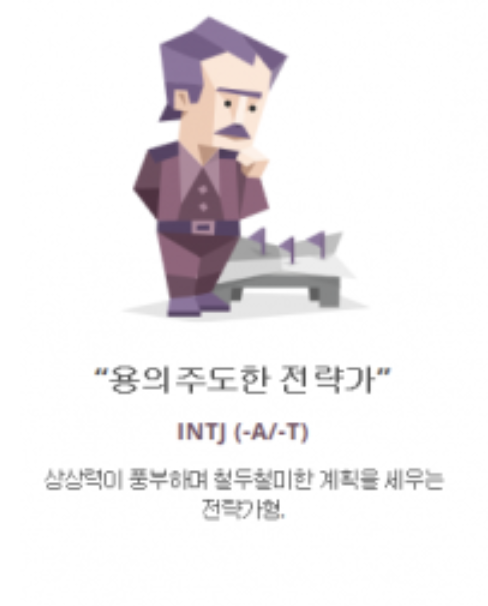 “용의주도한 전략가”
INTJ (-A/-T)
상상력이 풍부하며 철두철미한 계획을 세우는
전략가형.